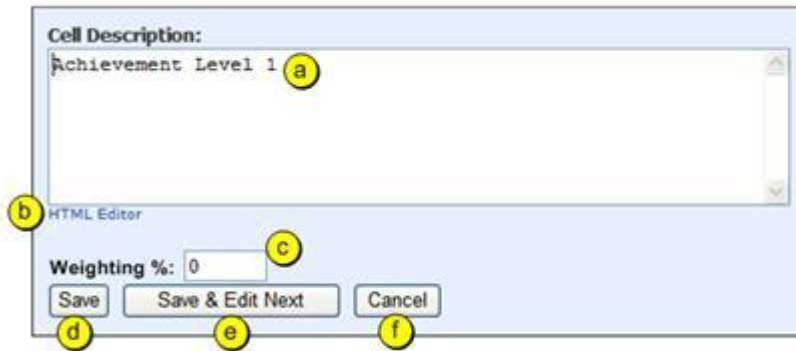 Cell Description:
Achievement Level 1 a
b HTML Editor
c
Weighting %: 0
Save Save & Edit Next Cancel
d e f